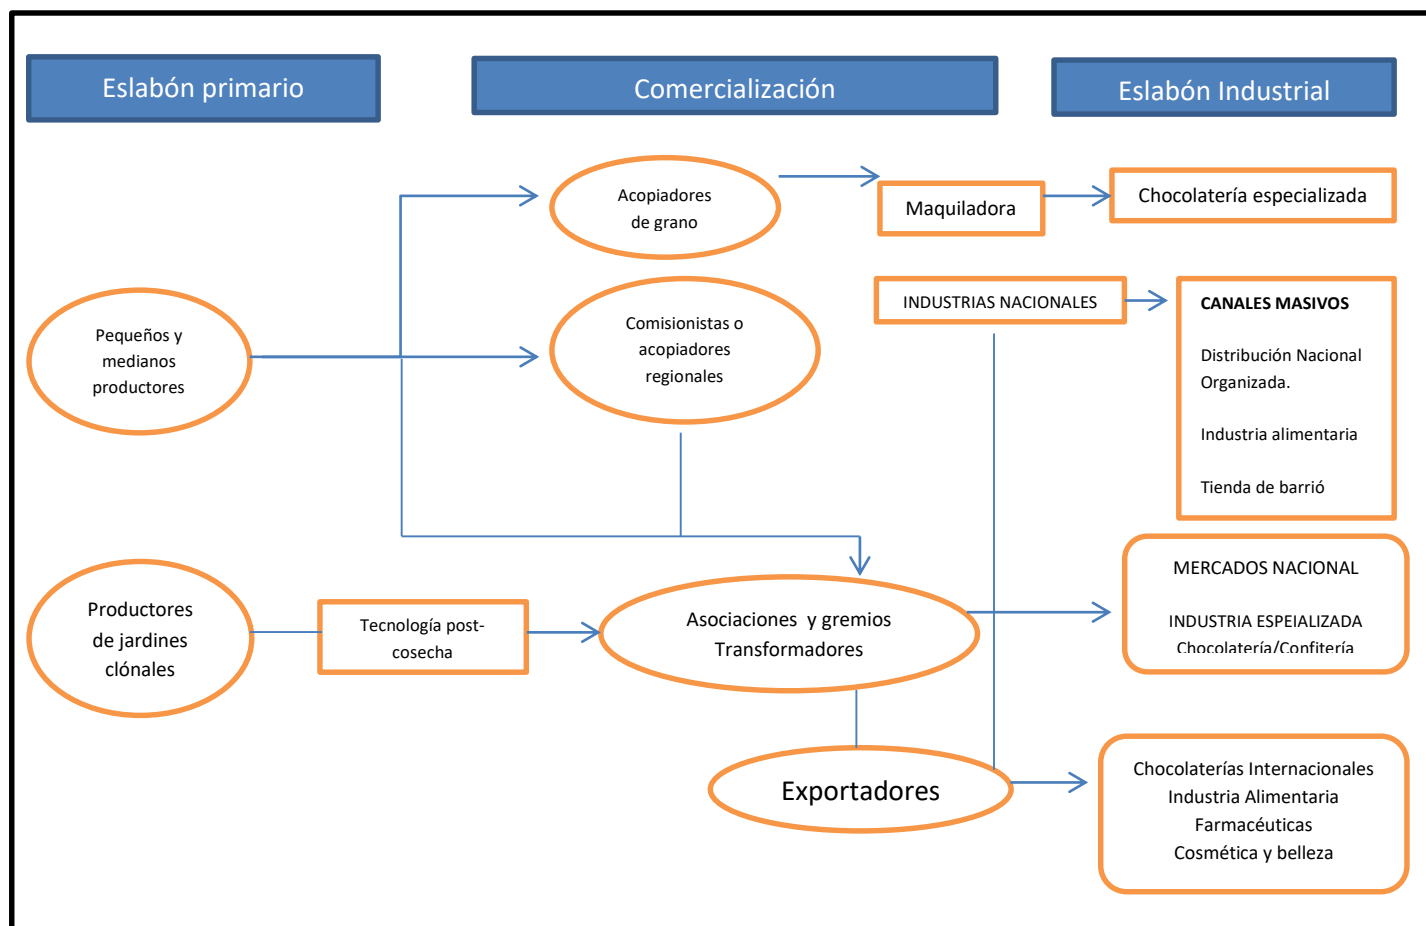 Eslabón primario
Comercialización
Eslabón Industrial
Acopiadores
de grano
Maquiladora
Chocolatería especializada
Pequeños y
medianos
productores
Comisionistas o
acopiadores
regionales
INDUSTRIAS NACIONALES
CANALES MASIVOS
Distribución Nacional
Organizada.
Industria alimentaria
Tienda de barrió
Productores
de jardines
clónales
Tecnología post-
cosecha
Asociaciones y gremios
Transformadores
MERCADOS NACIONAL
INDUSTRIA ESPEIALIZADA
Chocolatería/Confitería
Exportadores
Chocolaterías Internacionales
Industria Alimentaria
Farmacéuticas
Cosmética y belleza